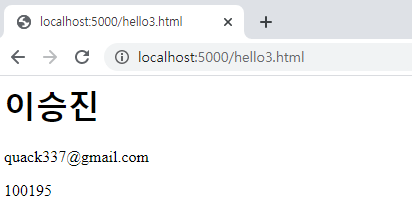 localhost:5000/hello3.html
localhost:5000/hello3.html
이승진
quack337@gmail.com
100195